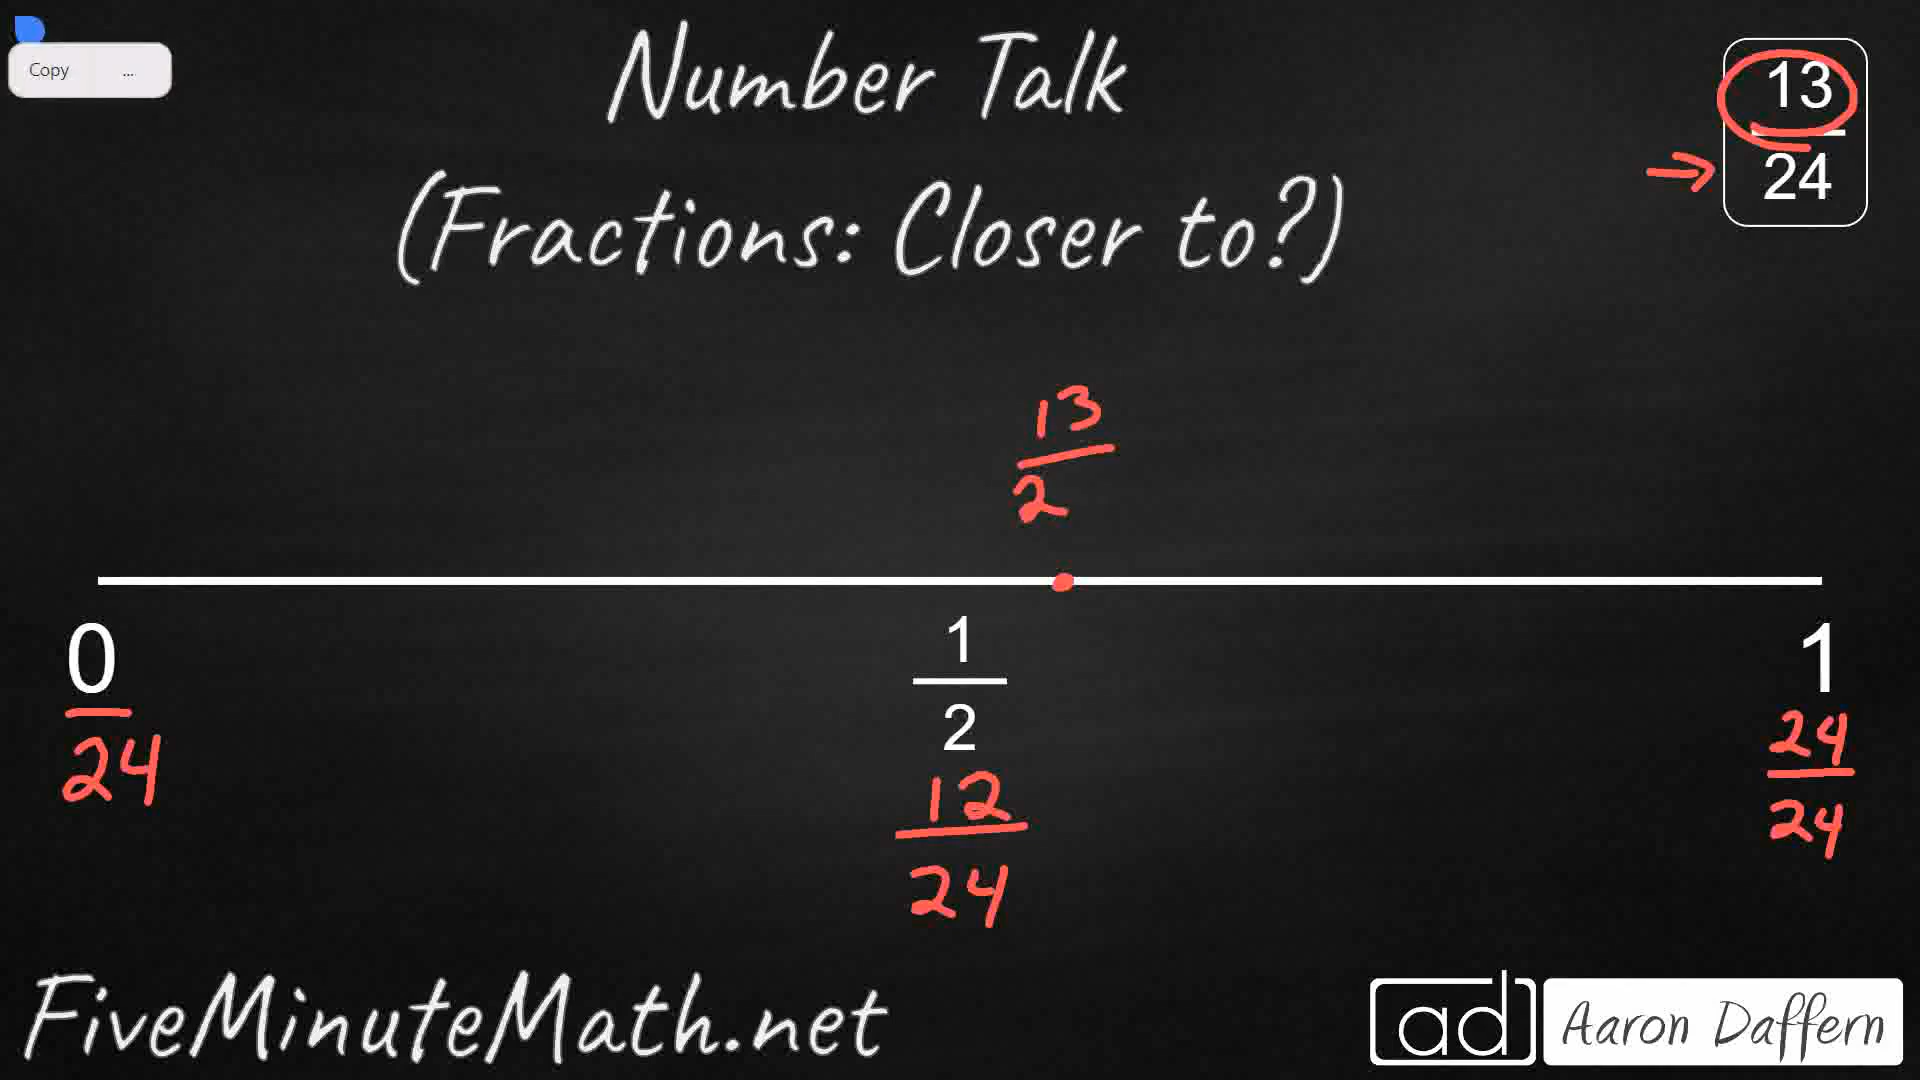 Copy ...
Number Talk
(Fractions: Closer to?)
13
24
13
2
0
24
1
2
12
24
1
24
24
FiveMinuteMath.net
ad Aaron Daffern